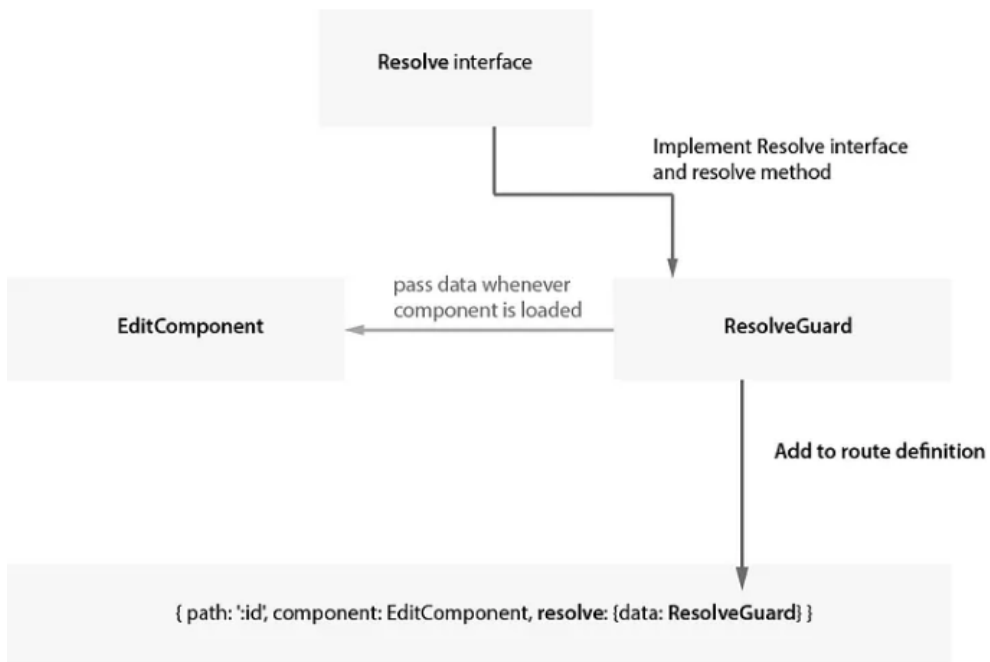 Resolve interface
Implement Resolve interface
and resolve method
pass data whenever
component is loaded
EditComponent
ResolveGuard
Add to route definition
{ path: ':id', component: EditComponent, resolve: {data: ResolveGuard} }